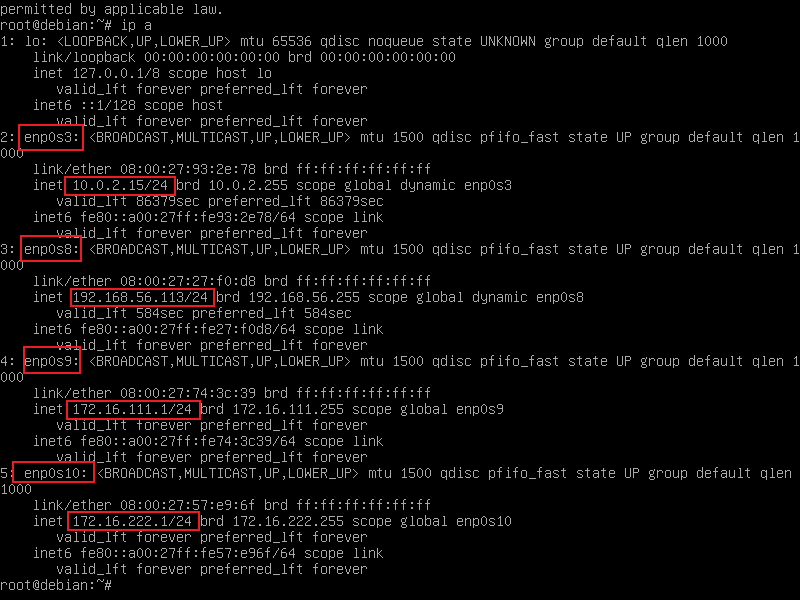 permitted by applicable law.
root@debian:~# ip a
1: lo: <LOOPBACK,UP,LOWER_UP> mtu 65536 qdisc noqueue state UNKNOWN group default qlen 1000
link/loopback 00:00:00:00:00:00 brd 00:00:00:00:00:00
inet 127.0.0.1/8 scope host lo
valid_lft forever preferred_lft forever
inet6 ::1/128 scope host
valid_lft forever preferred_lft forever
2: enp0s3: <BROADCAST,MULTICAST,UP,LOWER_UP> mtu 1500 qdisc pfifo_fast state UP group default qlen 1
000
link/ether 08:00:27:93:2e:78 brd ff:ff:ff:ff:ff:ff
inet 10.0.2.15/24 brd 10.0.2.255 scope global dynamic enp0s3
valid_lft 86379sec preferred_lft 86379sec
inet6 fe80::a00:27ff:fe93:2e78/64 scope link
valid_lft forever preferred_lft forever
3: enp0s8: <BROADCAST,MULTICAST,UP,LOWER_UP> mtu 1500 qdisc pfifo_fast state UP group default qlen 1
000
link/ether 08:00:27:27:f0:d8 brd ff:ff:ff:ff:ff:ff
inet 192.168.56.113/24 brd 192.168.56.255 scope global dynamic enp0s8
valid_lft 584sec preferred_lft 584sec
inet6 fe80::a00:27ff:fe27:f0d8/64 scope link
valid_lft forever preferred_lft forever
4: enp0s9: <BROADCAST,MULTICAST,UP,LOWER_UP> mtu 1500 qdisc pfifo_fast state UP group default qlen 1
000
link/ether 08:00:27:74:3c:39 brd ff:ff:ff:ff:ff:ff
inet 172.16.111.1/24 brd 172.16.111.255 scope global enp0s9
valid_lft forever preferred_lft forever
inet6 fe80::a00:27ff:fe74:3c39/64 scope link
valid_lft forever preferred_lft forever
5: enp0s10: <BROADCAST,MULTICAST,UP,LOWER_UP> mtu 1500 qdisc pfifo_fast state UP group default qlen
1000
link/ether 08:00:27:57:e9:6f brd ff:ff:ff:ff:ff:ff
inet 172.16.222.1/24 brd 172.16.222.255 scope global enp0s10
valid_lft forever preferred_lft forever
inet6 fe80::a00:27ff:fe57:e96f/64 scope link
valid_lft forever preferred_lft forever
root@debian:~#